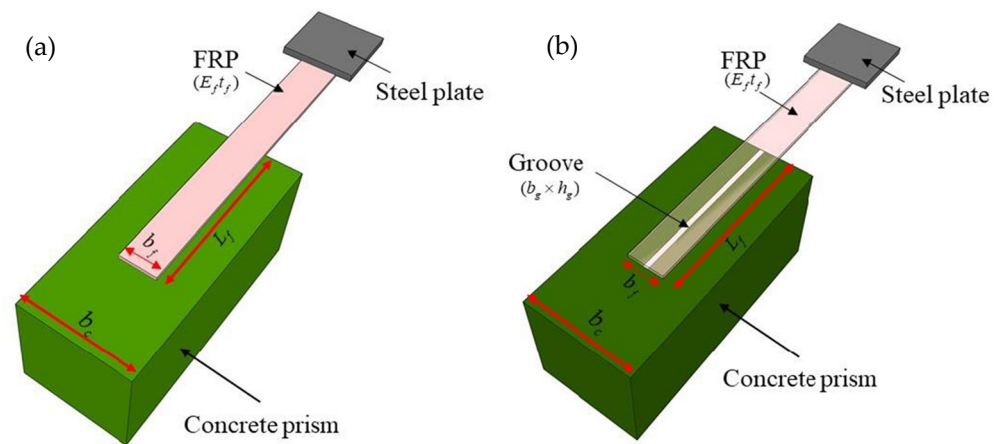 (a)
FRP
(E_f t_f)
Steel plate
b_f
L_f
b_c
Concrete prism
(b)
FRP
(E_f t_f)
Steel plate
Groove
(b_g × h_g)
b_f
L_f
b_c
Concrete prism